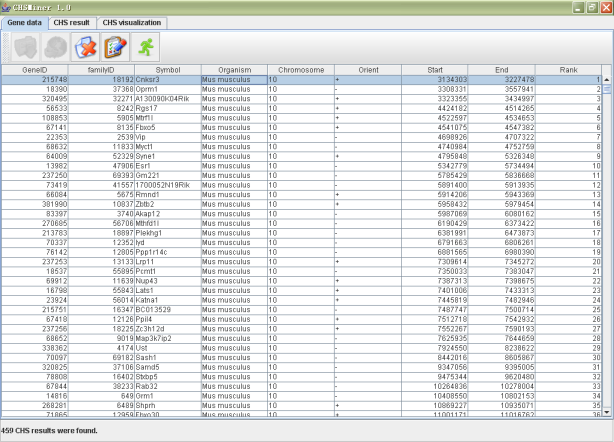 CHSMiner 1.0
Gene data CHS result CHS visualization
GeneID familyID Symbol Organism Chromosome Orient Start End Rank
215748 18192 Cnksr3 Mus musculus 10 + 3134303 3227478 1
18390 37368 Oprm1 Mus musculus 10 - 3308331 3557941 2
320495 32271 A130090K04Rik Mus musculus 10 + 3323355 3434997 3
56533 8242 Rgs17 Mus musculus 10 + 4424182 4514265 4
108853 5905 Mtrf1l Mus musculus 10 + 4522597 4534653 5
67141 8135 Fbxo5 Mus musculus 10 + 4541075 4547382 6
22353 2539 Vip Mus musculus 10 - 4698926 4707322 7
68632 11833 Myct1 Mus musculus 10 - 4740984 4752759 8
64009 52329 Syne1 Mus musculus 10 + 4795848 5326348 9
13982 47906 Esr1 Mus musculus 10 - 5342779 5734494 10
237250 69393 Gm221 Mus musculus 10 - 5785429 5836668 11
73419 41557 1700052N19Rik Mus musculus 10 - 5891400 5913935 12
66084 5675 Rmnd1 Mus musculus 10 + 5914206 5943369 13
381990 10837 Zbtb2 Mus musculus 10 + 5958432 5979454 14
83397 3740 Akap12 Mus musculus 10 - 5987069 6080162 15
270685 56706 Mthfd1l Mus musculus 10 - 6190429 6373422 16
213783 18897 Plekhg1 Mus musculus 10 - 6381991 6473873 17
70337 12352 Iyd Mus musculus 10 - 6791663 6806261 18
76142 12805 Ppp1r14c Mus musculus 10 - 6881565 6980390 19
237253 13133 Lrp11 Mus musculus 10 + 7309614 7345272 20
18537 55895 Pcmt1 Mus musculus 10 - 7350033 7383047 21
69912 11639 Nup43 Mus musculus 10 + 7387313 7398675 22
16798 55843 Lats1 Mus musculus 10 + 7401006 7433313 23
23924 56014 Katna1 Mus musculus 10 + 7445819 7482946 24
215751 16347 BC013529 Mus musculus 10 - 7487747 7500714 25
67418 12126 Ppil4 Mus musculus 10 + 7512718 7542932 26
237256 18225 Zc3h12d Mus musculus 10 + 7552267 7590193 27
68652 9019 Map3k7ip2 Mus musculus 10 - 7625935 7644659 28
338362 4174 Ust Mus musculus 10 - 7924550 8238622 29
70097 69182 Sash1 Mus musculus 10 - 8442016 8605867 30
320825 37106 Samd5 Mus musculus 10 - 9347056 9395005 31
78808 16402 Stxbp5 Mus musculus 10 - 9475344 9620480 32
67844 38233 Rab32 Mus musculus 10 - 10264836 10278004 33
14816 649 Grm1 Mus musculus 10 - 10408550 10802153 34
268281 6489 Shprh Mus musculus 10 + 10869227 10935071 35
71865 12959 Fbxo30 Mus musculus 10 + 11001171 11016762 36
459 CHS results were found.